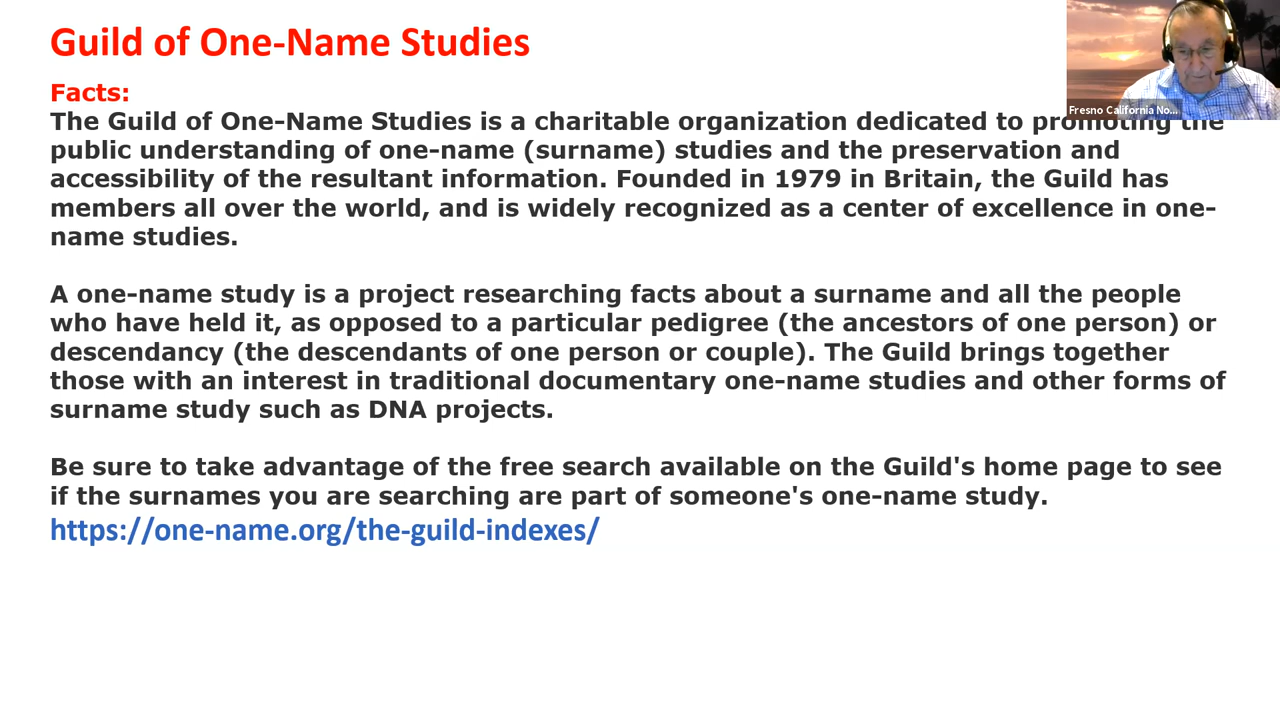 Guild of One-Name Studies
Fresno California No...
Facts:
The Guild of One-Name Studies is a charitable organization dedicated to promoting the
public understanding of one-name (surname) studies and the preservation and
accessibility of the resultant information. Founded in 1979 in Britain, the Guild has
members all over the world, and is widely recognized as a center of excellence in one-
name studies.
A one-name study is a project researching facts about a surname and all the people
who have held it, as opposed to a particular pedigree (the ancestors of one person) or
descendancy (the descendants of one person or couple). The Guild brings together
those with an interest in traditional documentary one-name studies and other forms of
surname study such as DNA projects.
Be sure to take advantage of the free search available on the Guild's home page to see
if the surnames you are searching are part of someone's one-name study.
https://one-name.org/the-guild-indexes/